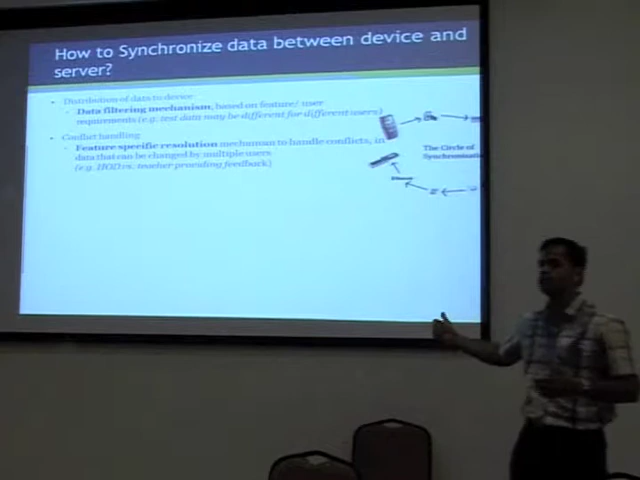 How to Synchronize data between device and
server?
Distribution of data to device
Data filtering mechanism, based on feature/ user
requirements (e.g. test data may be different for different users)
Conflict handling
Feature specific resolution mechanism to handle conflicts, in
data that can be changed by multiple users
(e.g. HOD vs. teacher providing feedback)
The Circle of